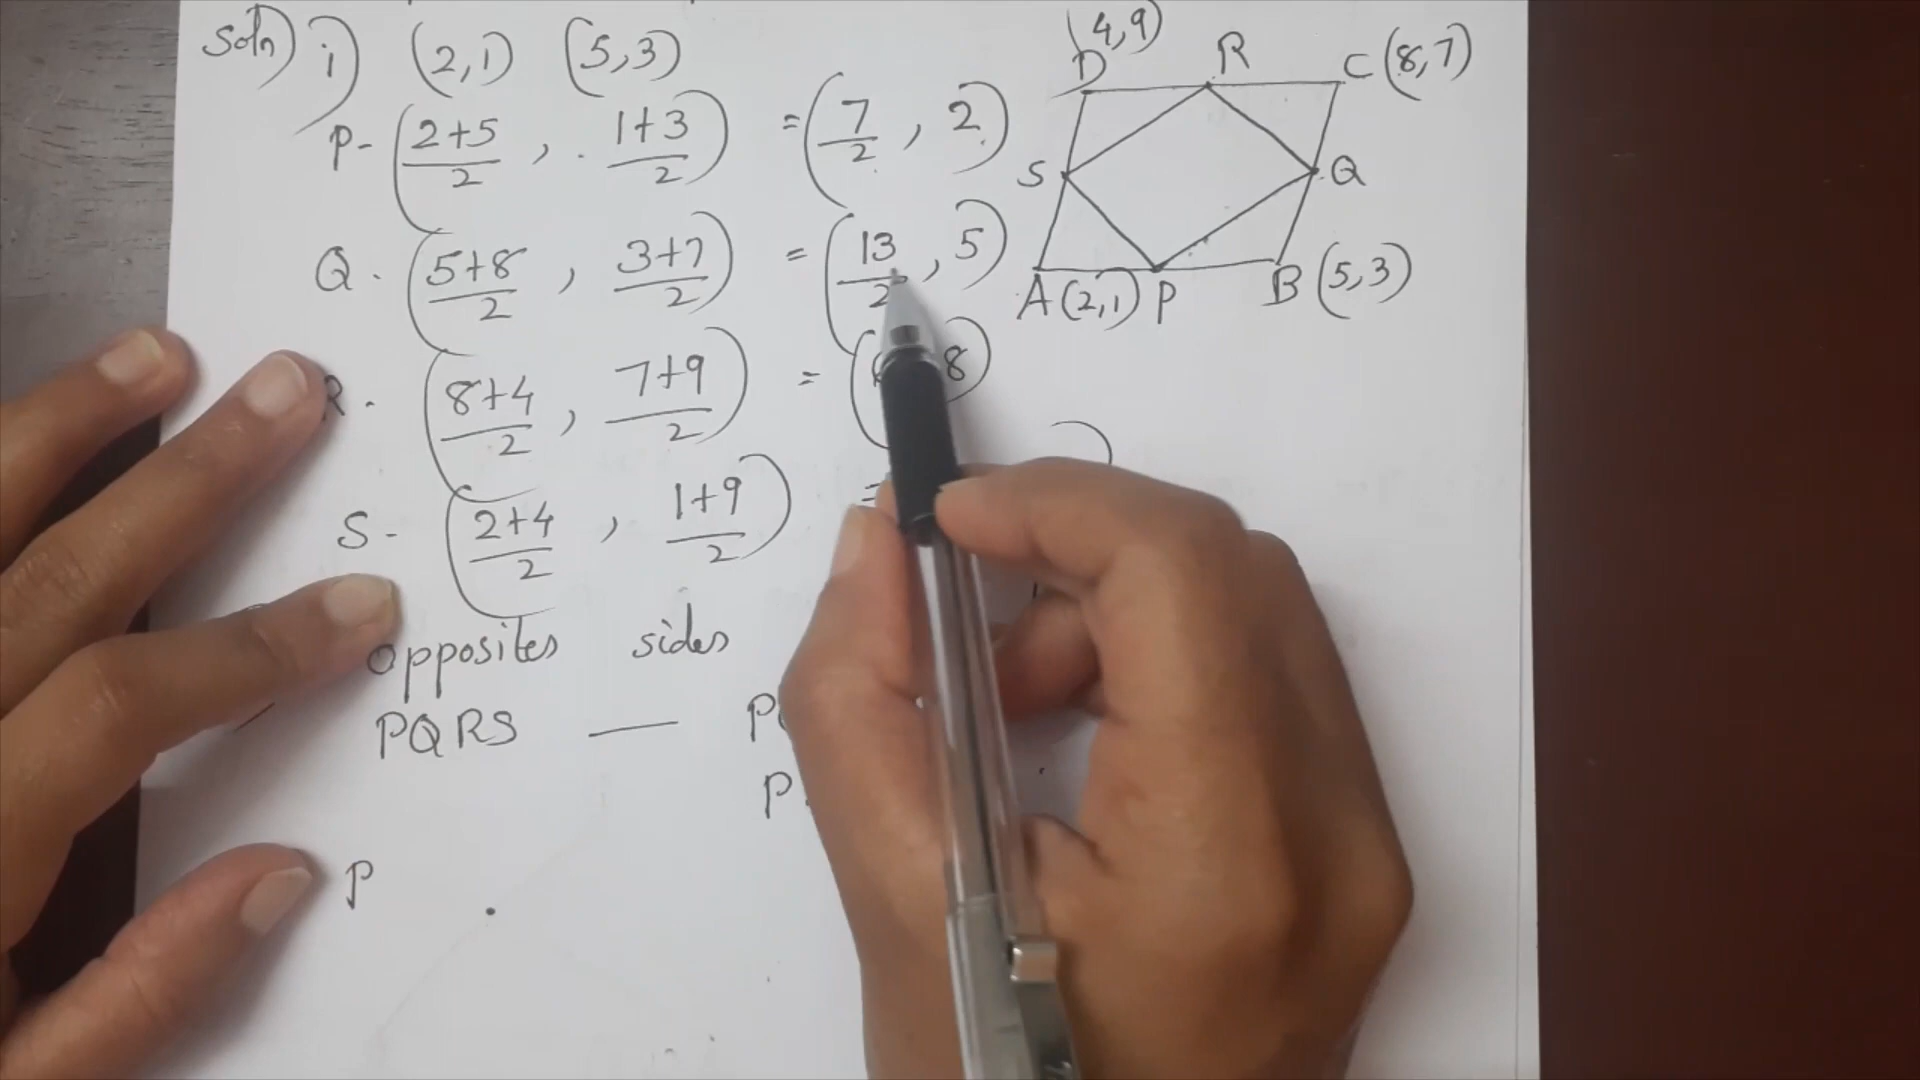 Soln) i) (2,1) (5,3)
P- (2+5/2 , 1+3/2) = (7/2 , 2)
Q. (5+8/2 , 3+7/2) = (13/2 , 5)
R. (8+4/2 , 7+9/2) = ( 8)
S- (2+4/2 , 1+9/2) =
opposites sides
PQRS —
P
(4,9)
D R C (8,7)
S Q
A(2,1) P B (5,3)